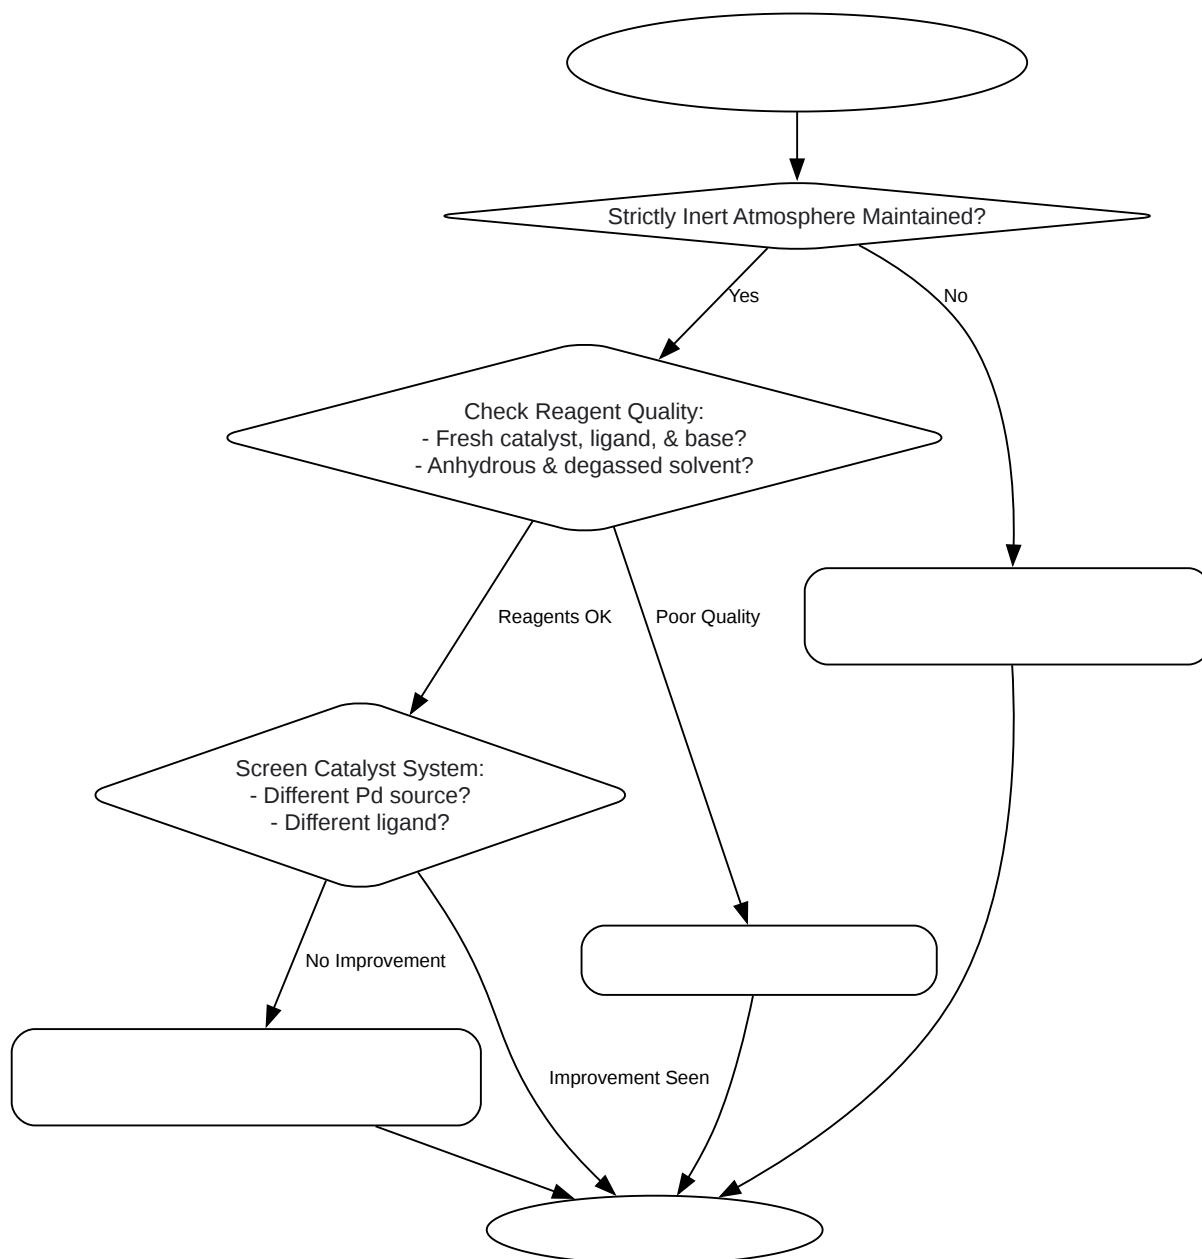 Strictly Inert Atmosphere Maintained?
Yes
No
Check Reagent Quality:
- Fresh catalyst, ligand, & base?
- Anhydrous & degassed solvent?
Reagents OK
Poor Quality
Screen Catalyst System:
- Different Pd source?
- Different ligand?
No Improvement
Improvement Seen